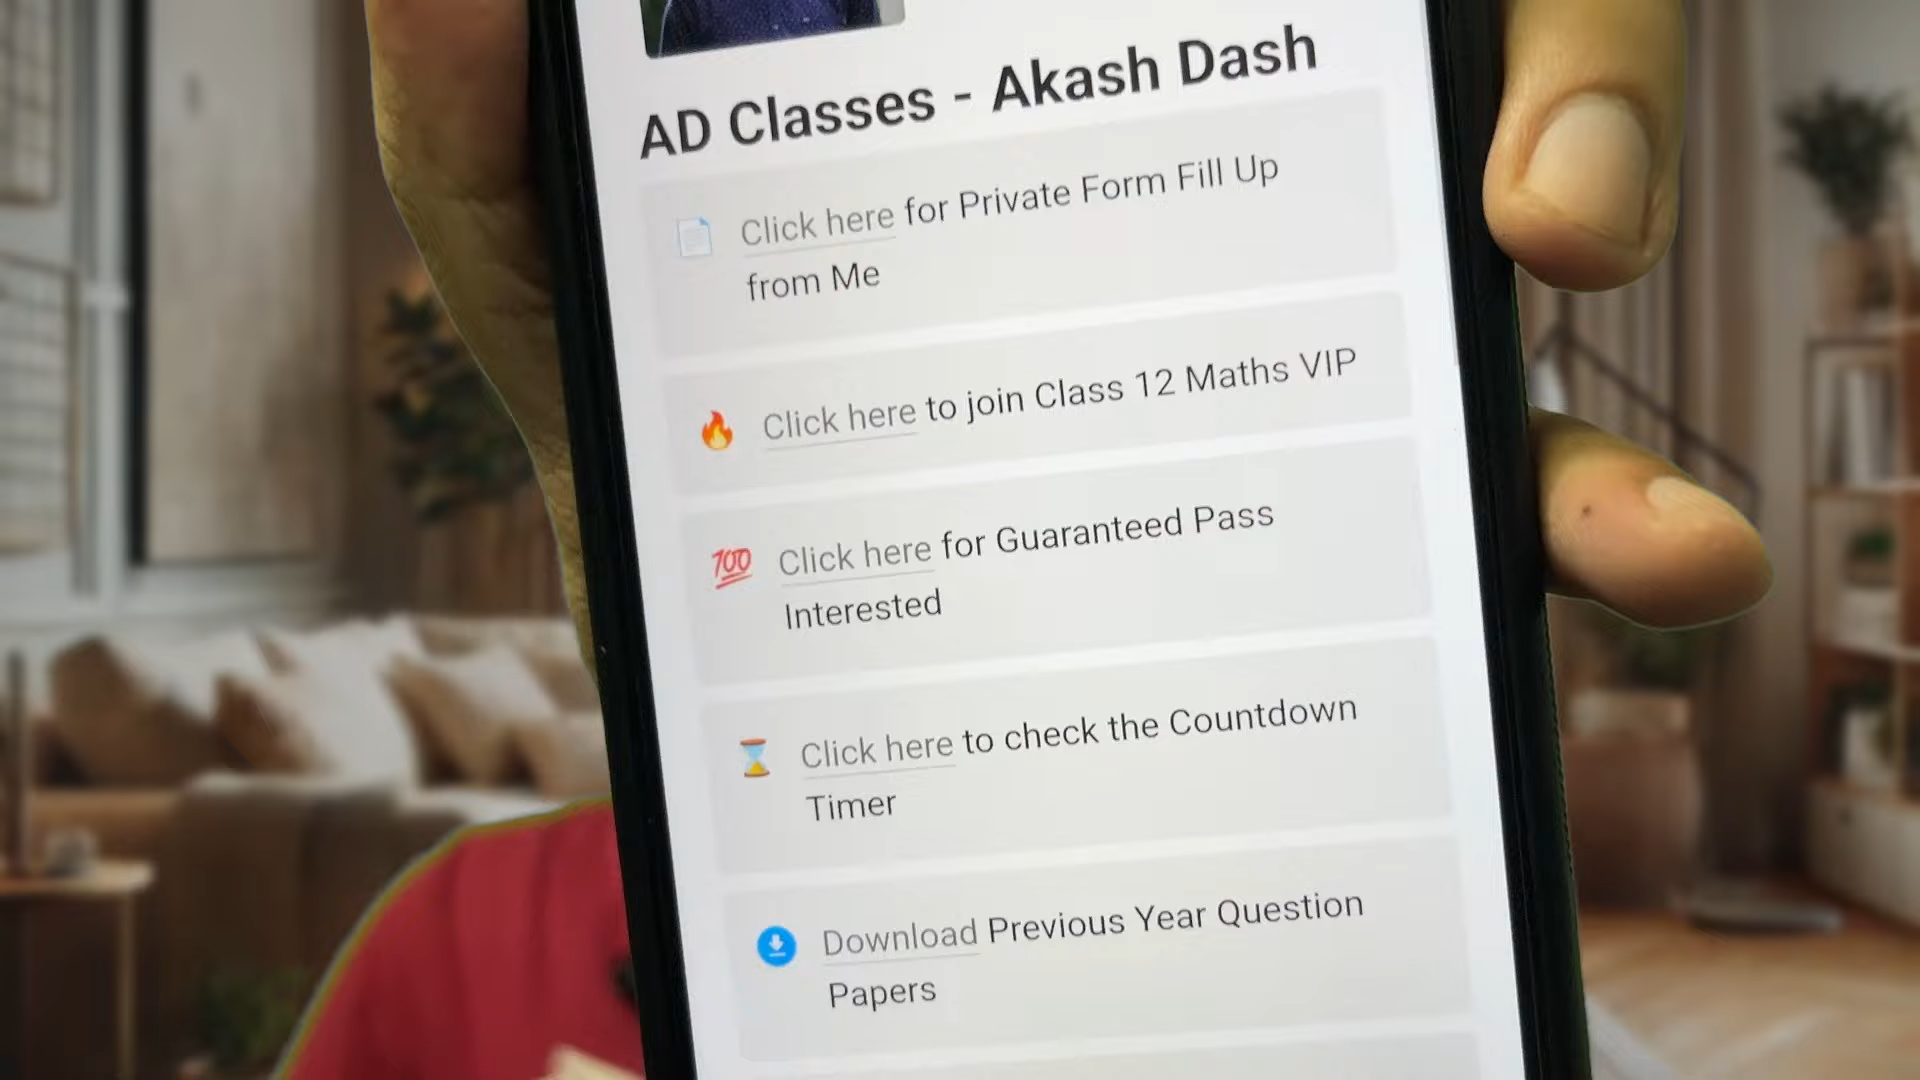 AD Classes - Akash Dash
Click here for Private Form Fill Up
from Me
Click here to join Class 12 Maths VIP
💯 Click here for Guaranteed Pass
Interested
Click here to check the Countdown
Timer
Download Previous Year Question
Papers